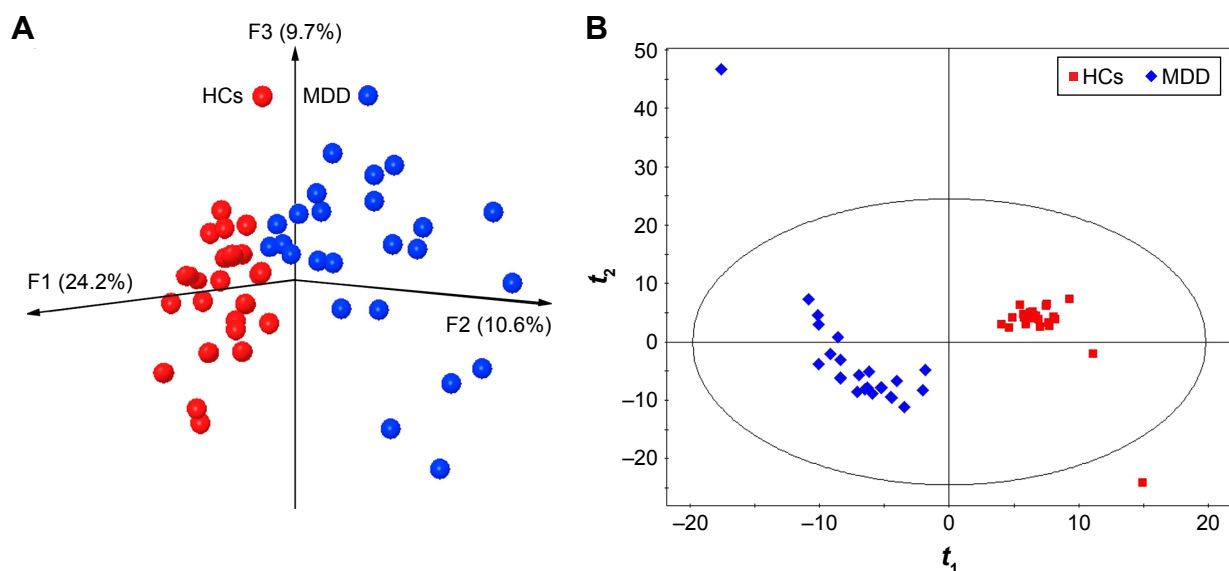 A
F3 (9.7%)
HCs MDD
F1 (24.2%)
F2 (10.6%)
B
HCs MDD
50
40
30
20
10
0
–10
–20
–20 –10 0 10 20
t2
t1